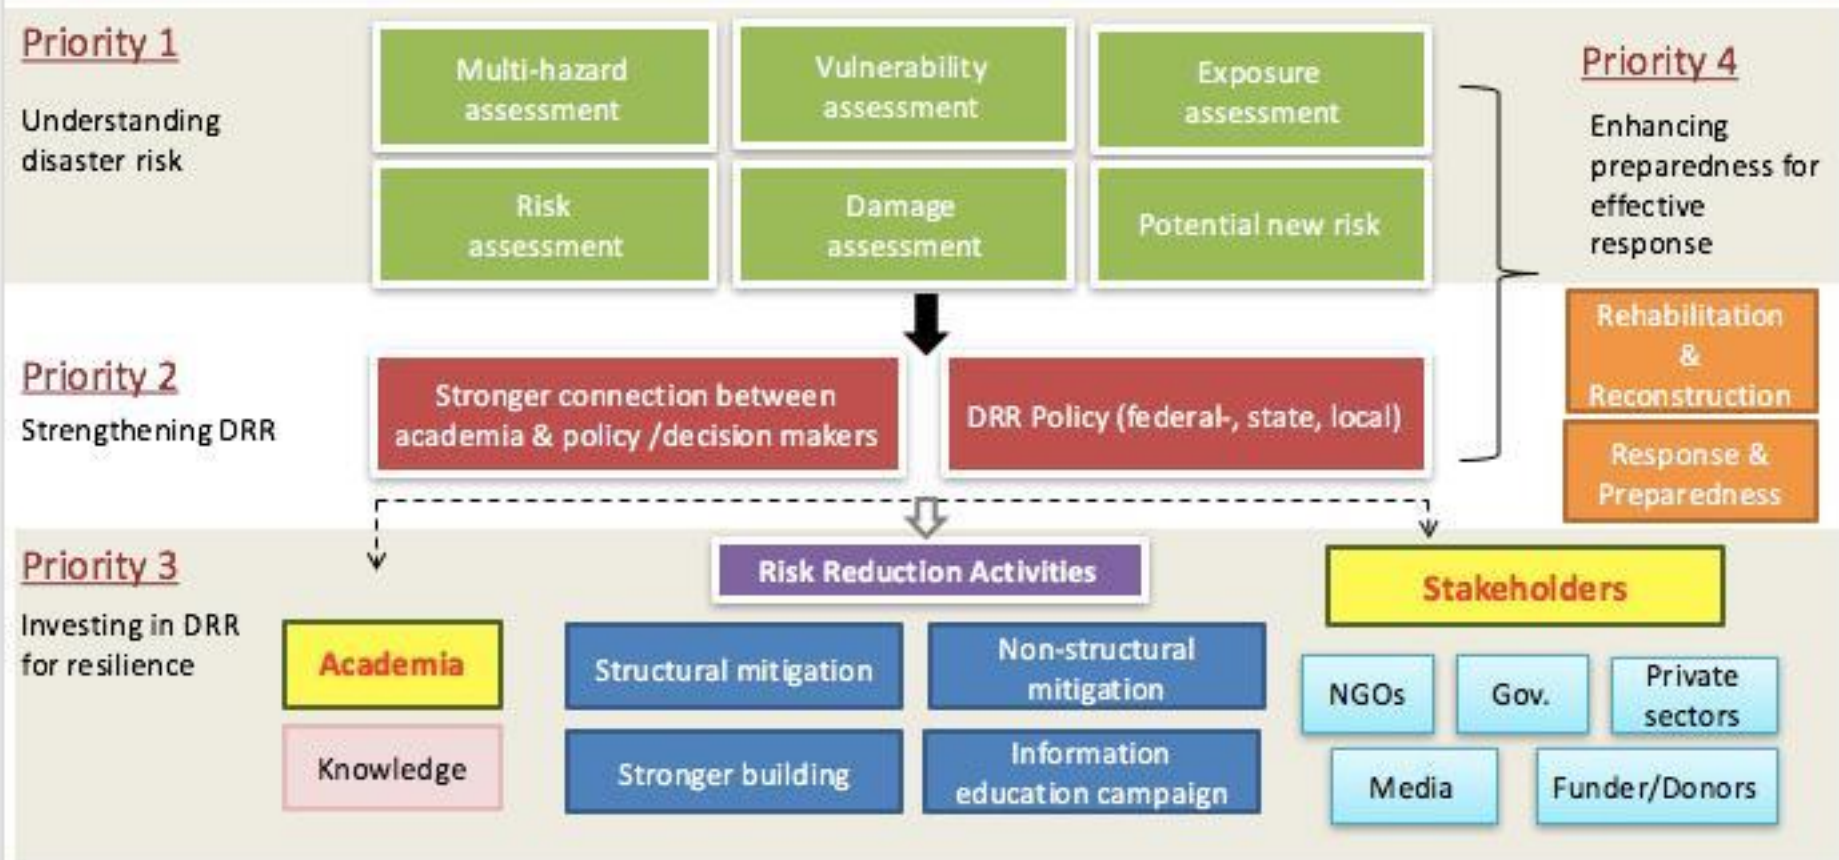 Priority 1
Understanding
disaster risk
Multi-hazard
assessment
Vulnerability
assessment
Exposure
assessment
Risk
assessment
Damage
assessment
Potential new risk
Priority 4
Enhancing
preparedness for
effective
response
Rehabilitation
&
Reconstruction
Response &
Preparedness
Priority 2
Strengthening DRR
Stronger connection between
academia & policy /decision makers
DRR Policy (federal-, state, local)
Priority 3
Investing in DRR
for resilience
Academia
Knowledge
Risk Reduction Activities
Structural mitigation
Non-structural
mitigation
Stronger building
Information
education campaign
Stakeholders
NGOs
Gov.
Private
sectors
Media
Funder/Donors